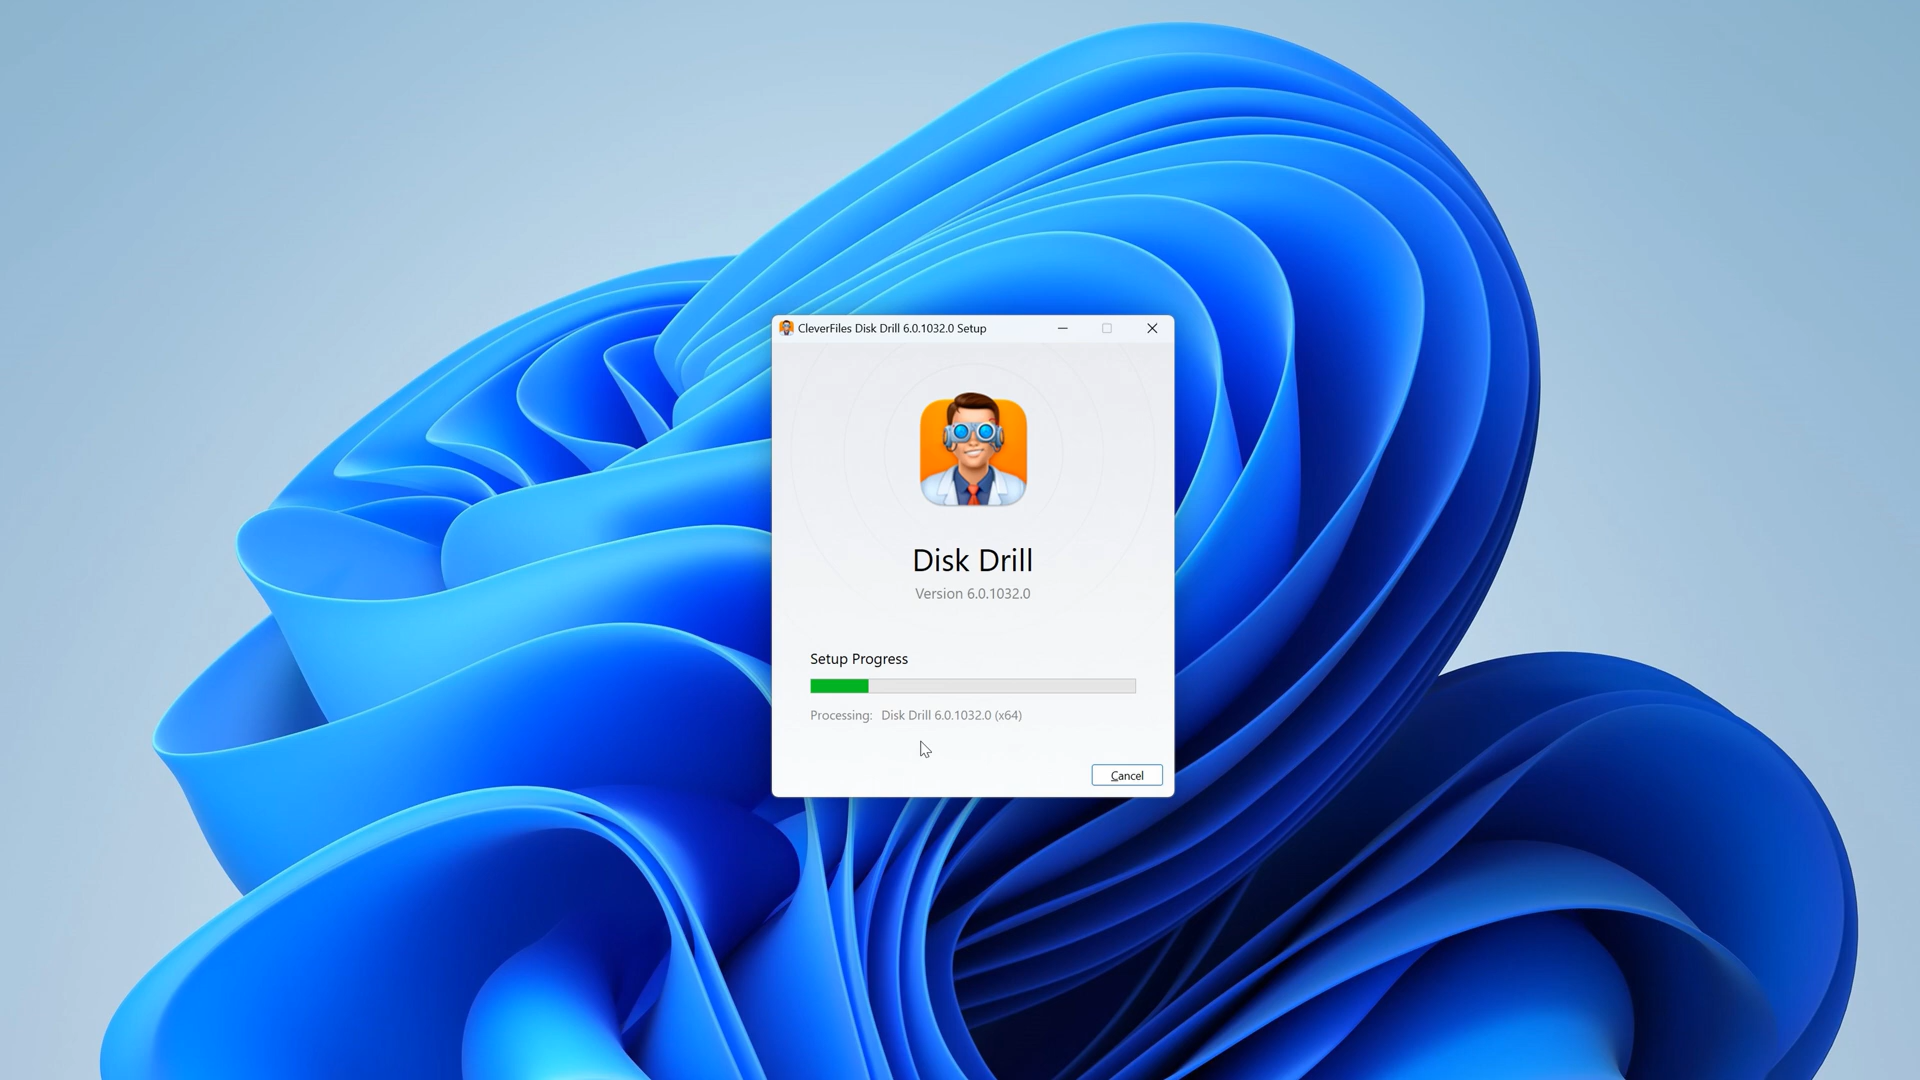 CleverFiles Disk Drill 6.0.1032.0 Setup
Disk Drill
Version 6.0.1032.0
Setup Progress
Processing: Disk Drill 6.0.1032.0 (x64)
Cancel